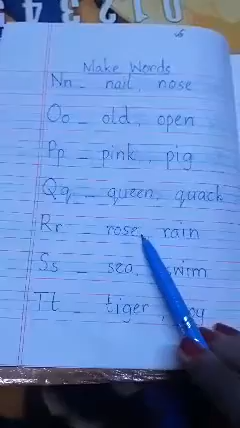 Make Words
Nn - nail, nose
Oo - old, open
Pp - pink, pig
Qq - queen, quack
Rr rose, rain
Ss - sea,
Tt - tiger,